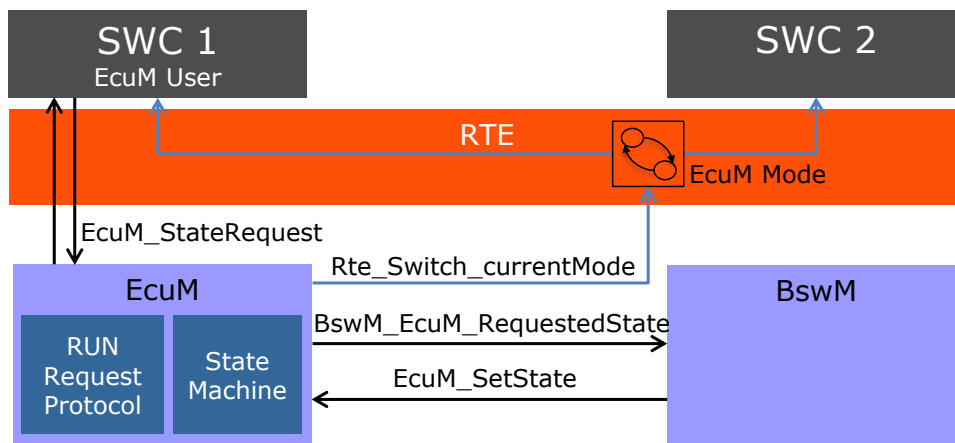 SWC 1
EcuM User
SWC 2
RTE
EcuM Mode
EcuM_StateRequest
Rte_Switch_currentMode
EcuM
BswM
BswM_EcuM_RequestedState
RUN
Request
Protocol
State
Machine
EcuM_SetState